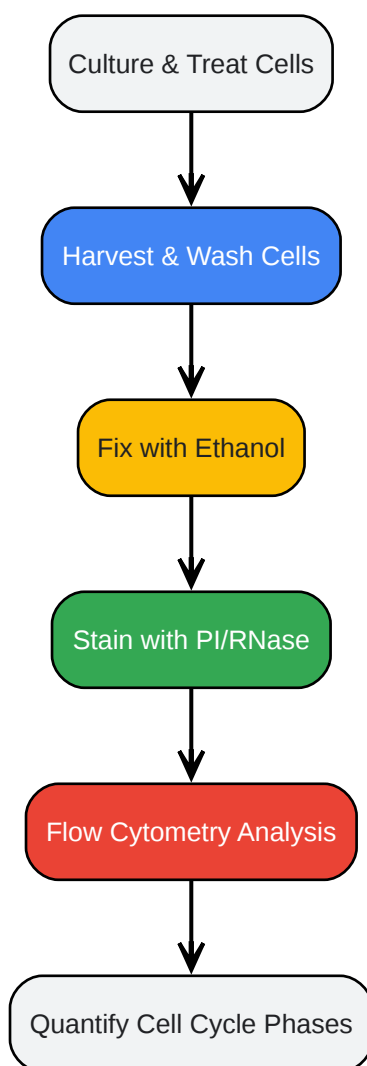 Culture & Treat Cells
Harvest & Wash Cells
Fix with Ethanol
Stain with PI/RNase
Flow Cytometry Analysis
Quantify Cell Cycle Phases